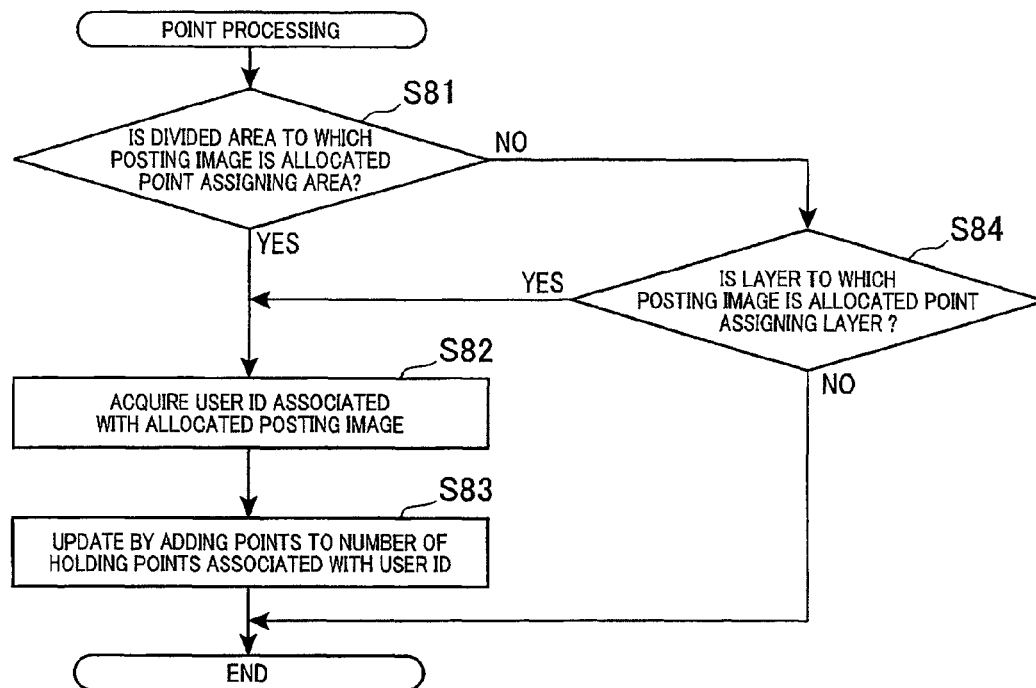 POINT PROCESSING
S81
IS DIVIDED AREA TO WHICH
POSTING IMAGE IS ALLOCATED
POINT ASSIGNING AREA?
NO
YES
S84
IS LAYER TO WHICH
POSTING IMAGE IS ALLOCATED POINT
ASSIGNING LAYER ?
YES
NO
S82
ACQUIRE USER ID ASSOCIATED
WITH ALLOCATED POSTING IMAGE
S83
UPDATE BY ADDING POINTS TO NUMBER OF
HOLDING POINTS ASSOCIATED WITH USER ID
END